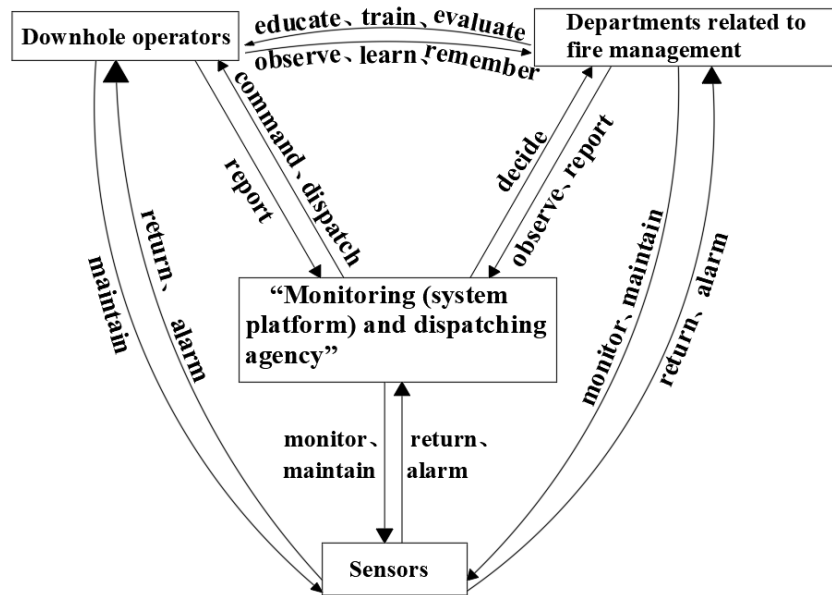 educate、train、evaluate
Downhole operators
observe、learn、remember
Departments related to
fire management
command、dispatch
report
decide
observe、report
return、alarm
maintain
“Monitoring (system
platform) and dispatching
agency”
monitor、maintain
return、alarm
monitor、
maintain
return、
alarm
Sensors